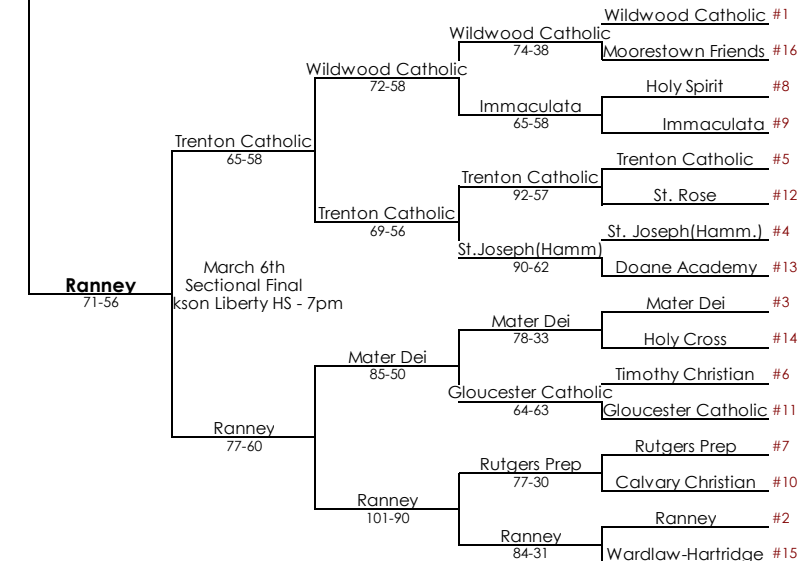 Wildwood Catholic #1
Wildwood Catholic
74-38
Moorestown Friends #16
Wildwood Catholic
72-58
Holy Spirit #8
Immaculata
65-58
Immaculata #9
Trenton Catholic
65-58
Trenton Catholic #5
Trenton Catholic
92-57
St. Rose #12
Trenton Catholic
69-56
St. Joseph(Hamm.) #4
St.Joseph(Hamm)
90-62
Doane Academy #13
Ranney
71-56
March 6th
Sectional Final
kson Liberty HS - 7pm
Mater Dei #3
Mater Dei
78-33
Holy Cross #14
Mater Dei
85-50
Timothy Christian #6
Gloucester Catholic
64-63
Gloucester Catholic #11
Ranney
77-60
Rutgers Prep #7
Rutgers Prep
77-30
Calvary Christian #10
Ranney
101-90
Ranney #2
Ranney
84-31
Wardlaw-Hartridge #15